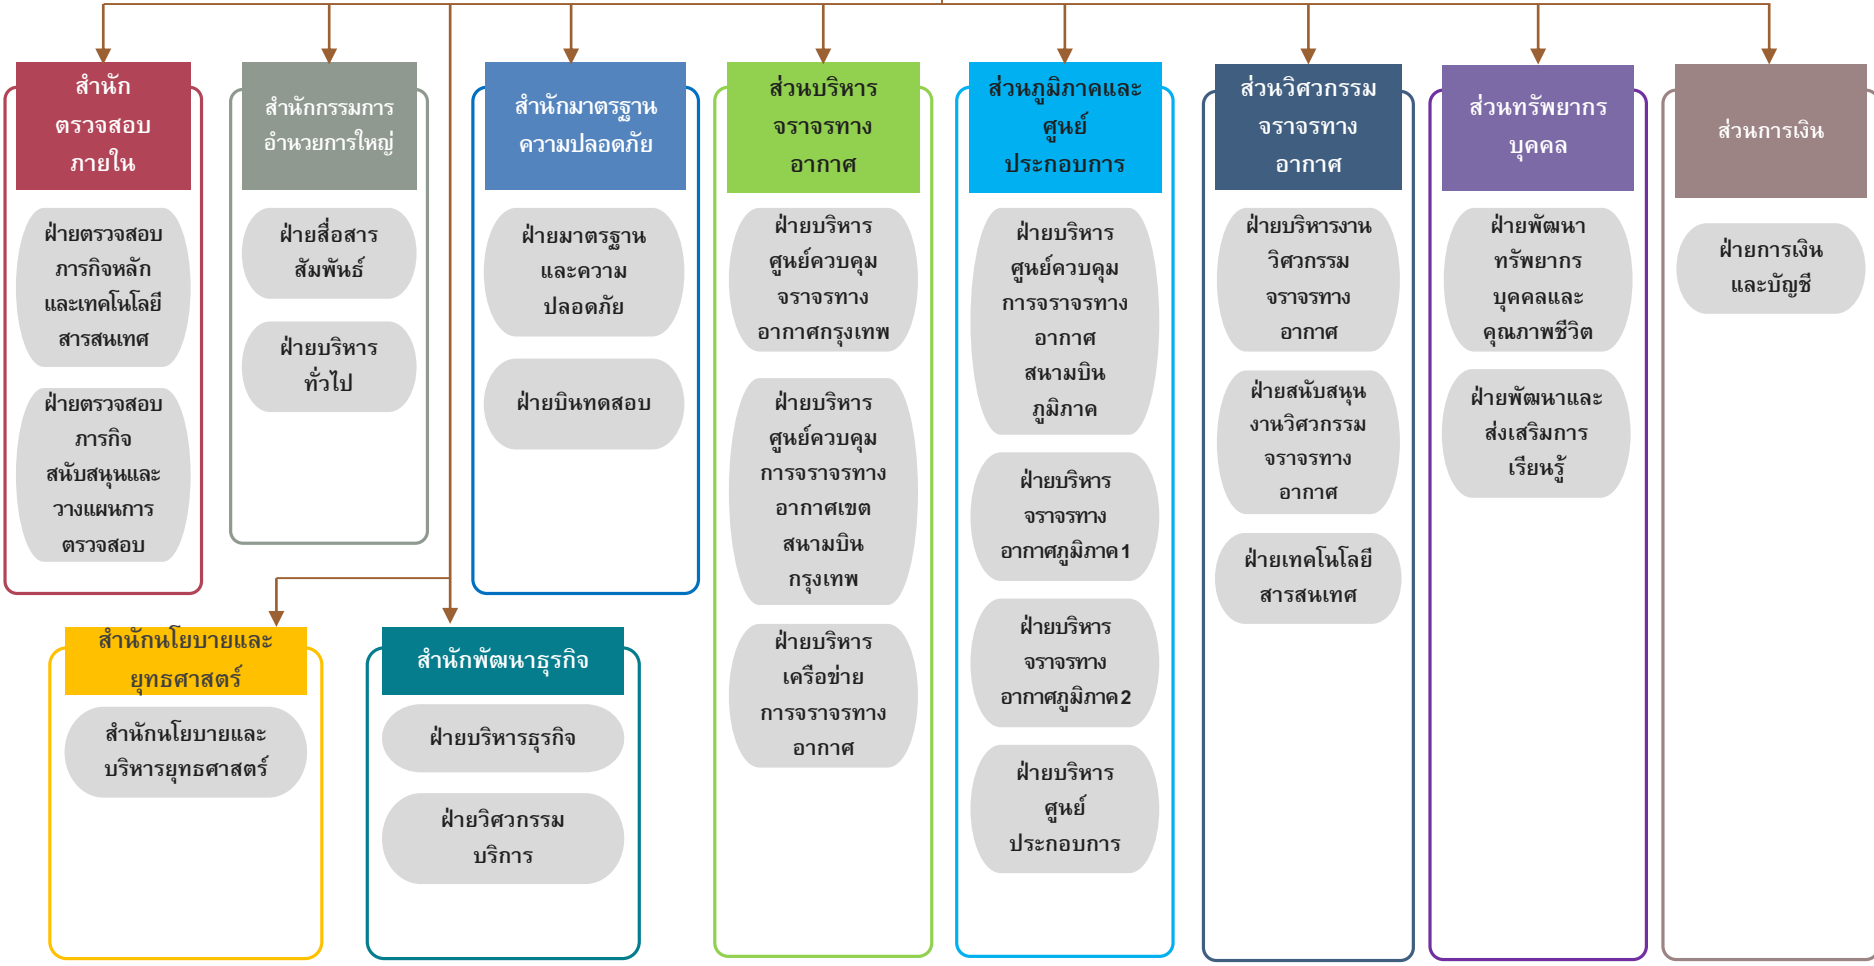 สำนัก
ตรวจสอบ
ภายใน
ฝ่ายตรวจสอบ
ภารกิจหลัก
และเทคโนโลยี
สารสนเทศ
ฝ่ายตรวจสอบ
ภารกิจ
สนับสนุนและ
วางแผนการ
ตรวจสอบ
สำนักกรรมการ
อำนวยการใหญ่
ฝ่ายสื่อสาร
สัมพันธ์
ฝ่ายบริหาร
ทั่วไป
สำนักมาตรฐาน
ความปลอดภัย
ฝ่ายมาตรฐาน
และความ
ปลอดภัย
ฝ่ายบินทดสอบ
ส่วนบริหาร
จราจรทาง
อากาศ
ฝ่ายบริหาร
ศูนย์ควบคุม
จราจรทาง
อากาศกรุงเทพ
ฝ่ายบริหาร
ศูนย์ควบคุม
การจราจรทาง
อากาศเขต
สนามบิน
กรุงเทพ
ฝ่ายบริหาร
เครือข่าย
การจราจรทาง
อากาศ
ส่วนภูมิภาคและ
ศูนย์
ประกอบการ
ฝ่ายบริหาร
ศูนย์ควบคุม
การจราจรทาง
อากาศ
สนามบิน
ภูมิภาค
ฝ่ายบริหาร
จราจรทาง
อากาศภูมิภาค1
ฝ่ายบริหาร
จราจรทาง
อากาศภูมิภาค2
ฝ่ายบริหาร
ศูนย์
ประกอบการ
ส่วนวิศวกรรม
จราจรทาง
อากาศ
ฝ่ายบริหารงาน
วิศวกรรม
จราจรทาง
อากาศ
ฝ่ายสนับสนุน
งานวิศวกรรม
จราจรทาง
อากาศ
ฝ่ายเทคโนโลยี
สารสนเทศ
ส่วนทรัพยากร
บุคคล
ฝ่ายพัฒนา
ทรัพยากร
บุคคลและ
คุณภาพชีวิต
ฝ่ายพัฒนาและ
ส่งเสริมการ
เรียนรู้
ส่วนการเงิน
ฝ่ายการเงิน
และบัญชี
สำนักนโยบายและ
ยุทธศาสตร์
สำนักนโยบายและ
บริหารยุทธศาสตร์
สำนักพัฒนาธุรกิจ
ฝ่ายบริหารธุรกิจ
ฝ่ายวิศวกรรม
บริการ